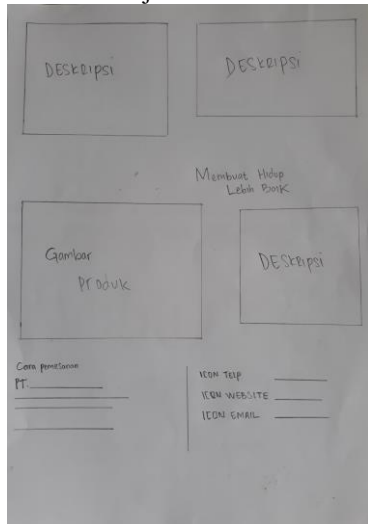 DESKRIPSI
DESKRIPSI
Membuat Hidup
Lebih Baik
Gambar
Produk
DESKRIPSI
Cara pemesanan
PT.
ICON TELP
ICON WEBSITE
ICON EMAIL